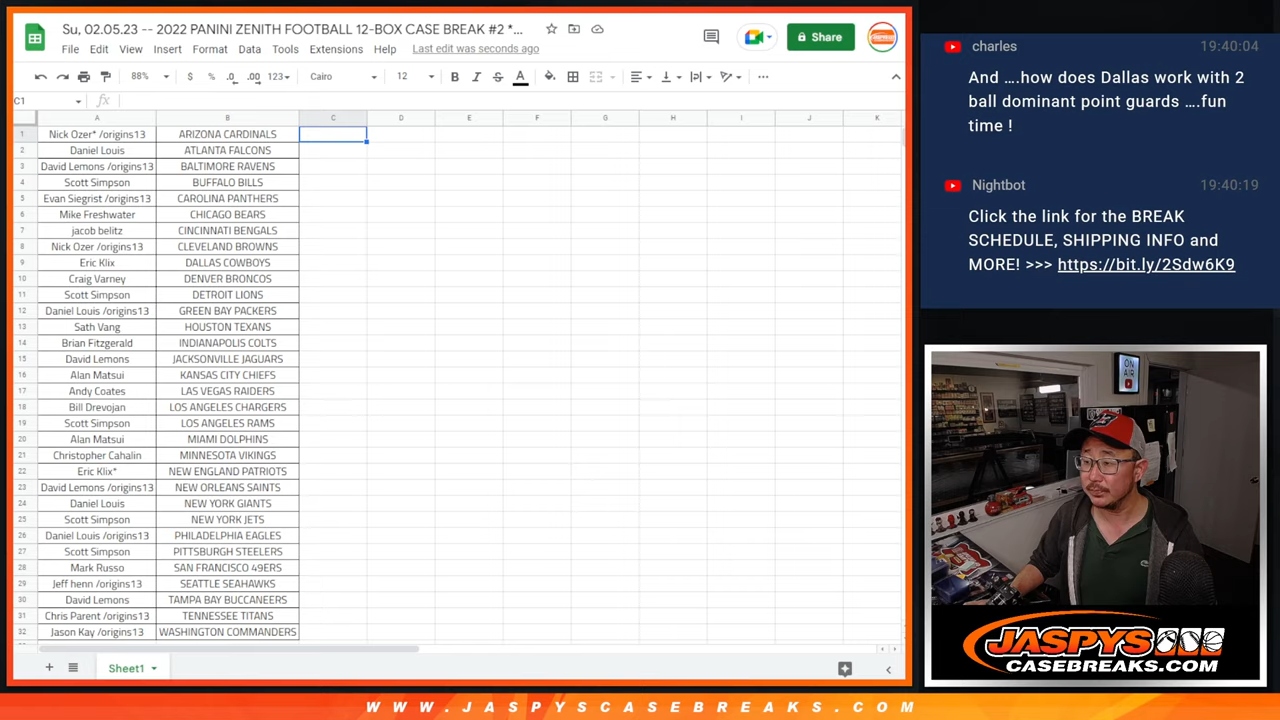 Su, 02.05.23 -- 2022 PANINI ZENITH FOOTBALL 12-BOX CASE BREAK #2 *...
Share
File Edit View Insert Format Data Tools Extensions Help Last edit was seconds ago
88% $ % .0 .00 123 Cairo 12 B I S A
C1 fx
A B C D E F G H I J K
1 Nick Ozer* /origins13 ARIZONA CARDINALS
2 Daniel Louis ATLANTA FALCONS
3 David Lemons /origins13 BALTIMORE RAVENS
4 Scott Simpson BUFFALO BILLS
5 Evan Siegrist /origins13 CAROLINA PANTHERS
6 Mike Freshwater CHICAGO BEARS
7 jacob belitz CINCINNATI BENGALS
8 Nick Ozer /origins13 CLEVELAND BROWNS
9 Eric Klix DALLAS COWBOYS
10 Craig Varney DENVER BRONCOS
11 Scott Simpson DETROIT LIONS
12 Daniel Louis /origins13 GREEN BAY PACKERS
13 Sath Vang HOUSTON TEXANS
14 Brian Fitzgerald INDIANAPOLIS COLTS
15 David Lemons JACKSONVILLE JAGUARS
16 Alan Matsui KANSAS CITY CHIEFS
17 Andy Coates LAS VEGAS RAIDERS
18 Bill Drevojan LOS ANGELES CHARGERS
19 Scott Simpson LOS ANGELES RAMS
20 Alan Matsui MIAMI DOLPHINS
21 Christopher Cahalin MINNESOTA VIKINGS
22 Eric Klix* NEW ENGLAND PATRIOTS
23 David Lemons /origins13 NEW ORLEANS SAINTS
24 Daniel Louis NEW YORK GIANTS
25 Scott Simpson NEW YORK JETS
26 Daniel Louis /origins13 PHILADELPHIA EAGLES
27 Scott Simpson PITTSBURGH STEELERS
28 Mark Russo SAN FRANCISCO 49ERS
29 Jeff henn /origins13 SEATTLE SEAHAWKS
30 David Lemons TAMPA BAY BUCCANEERS
31 Chris Parent /origins13 TENNESSEE TITANS
32 Jason Kay /origins13 WASHINGTON COMMANDERS
Sheet1
charles 19:40:04
And ....how does Dallas work with 2
ball dominant point guards ....fun
time !
Nightbot 19:40:19
Click the link for the BREAK
SCHEDULE, SHIPPING INFO and
MORE! >>> https://bit.ly/2Sdw6K9
ON
AIR
JASPYS
CASEBREAKS.COM
WWW.JASPYSCASEBREAKS.COM